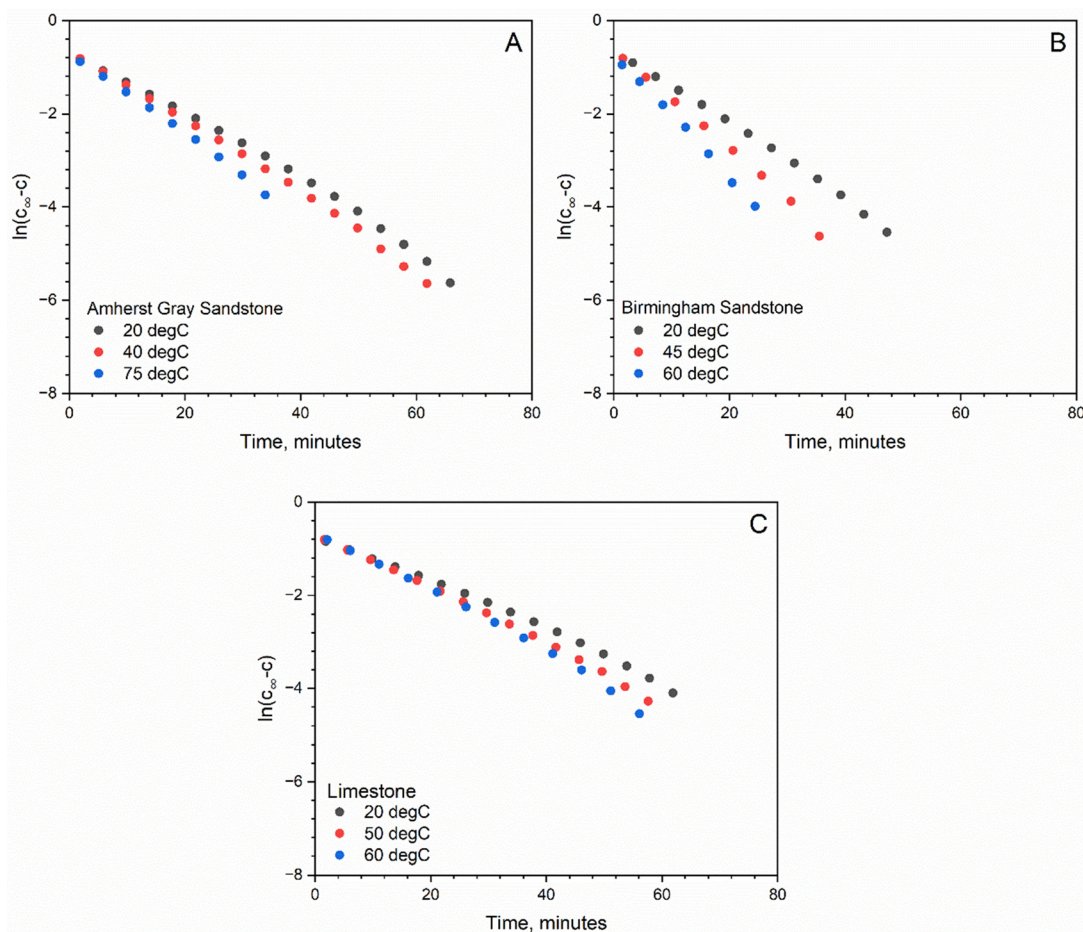 A
0
−2
−4
−6
−8
ln(c∞-c)
Amherst Gray Sandstone
20 degC
40 degC
75 degC
0 20 40 60 80
Time, minutes
B
0
−2
−4
−6
−8
ln(c∞-c)
Birmingham Sandstone
20 degC
45 degC
60 degC
0 20 40 60 80
Time, minutes
C
0
−2
−4
−6
−8
ln(c∞-c)
Limestone
20 degC
50 degC
60 degC
0 20 40 60 80
Time, minutes